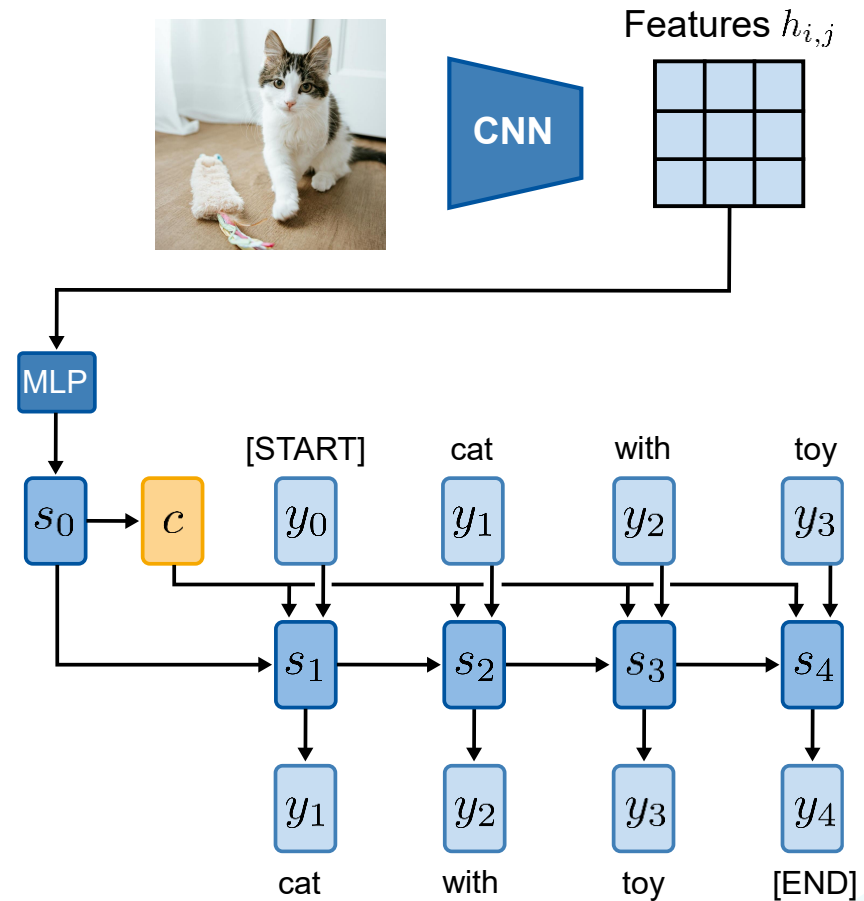 Features h_{i,j}
CNN
MLP
[START] cat with toy
s_0 c y_0 y_1 y_2 y_3
s_1 s_2 s_3 s_4
y_1 y_2 y_3 y_4
cat with toy [END]